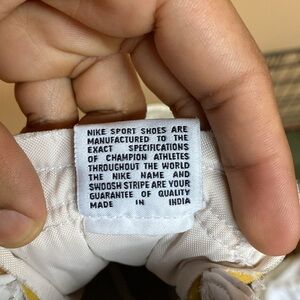 NIKE SPORT SHOES ARE
MANUFACTURED TO THE
EXACT SPECIFICATIONS
OF CHAMPION ATHLETES
THROUGHOUT THE WORLD
THE NIKE NAME AND
SWOOSH STRIPE ARE YOUR
GUARANTEE OF QUALITY
MADE IN INDIA